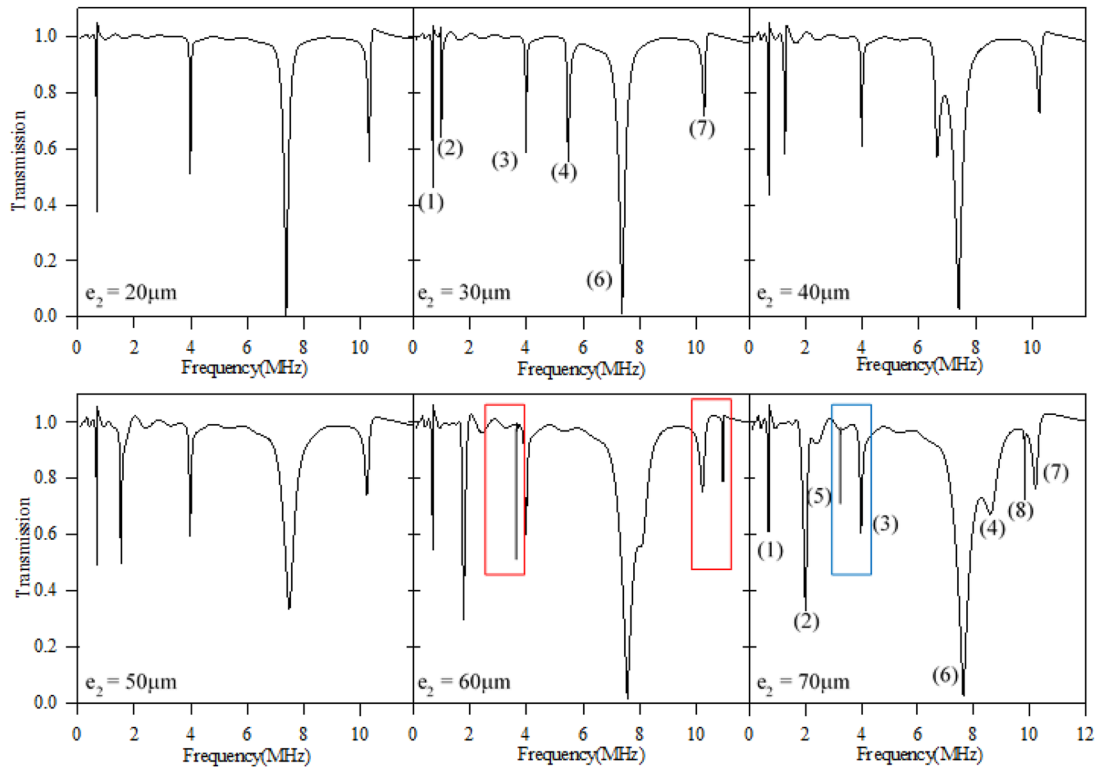 1.0
0.8
0.6
0.4
0.2
0.0
Transmission
e2 = 20μm
0 2 4 6 8 10
Frequency(MHz)
(1)
(2)
(3)
(4)
(6)
(7)
e2 = 30μm
0 2 4 6 8 10
Frequency(MHz)
e2 = 40μm
0 2 4 6 8 10
Frequency(MHz)
1.0
0.8
0.6
0.4
0.2
0.0
Transmission
e2 = 50μm
0 2 4 6 8 10
Frequency(MHz)
e2 = 60μm
0 2 4 6 8 10
Frequency(MHz)
(1)
(2)
(5)
(3)
(6)
(4)
(8)
(7)
e2 = 70μm
0 2 4 6 8 10 12
Frequency(MHz)